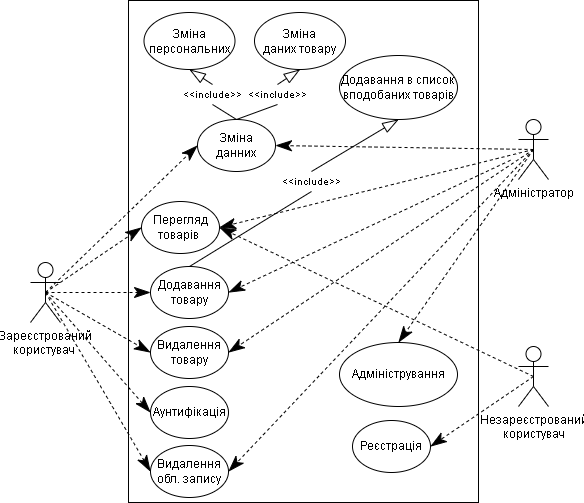 Зміна
персональних
Зміна
даних товару
Додавання в список
вподобаних товарів
<<include>>
<<include>>
Зміна
данних
<<include>>
Адміністратор
Перегляд
товарів
Додавання
товару
Зареєстрований
користувач
Видалення
товару
Адміністрування
Аунтифікація
Незареєстрований
користувач
Реєстрація
Видалення
обл. запису